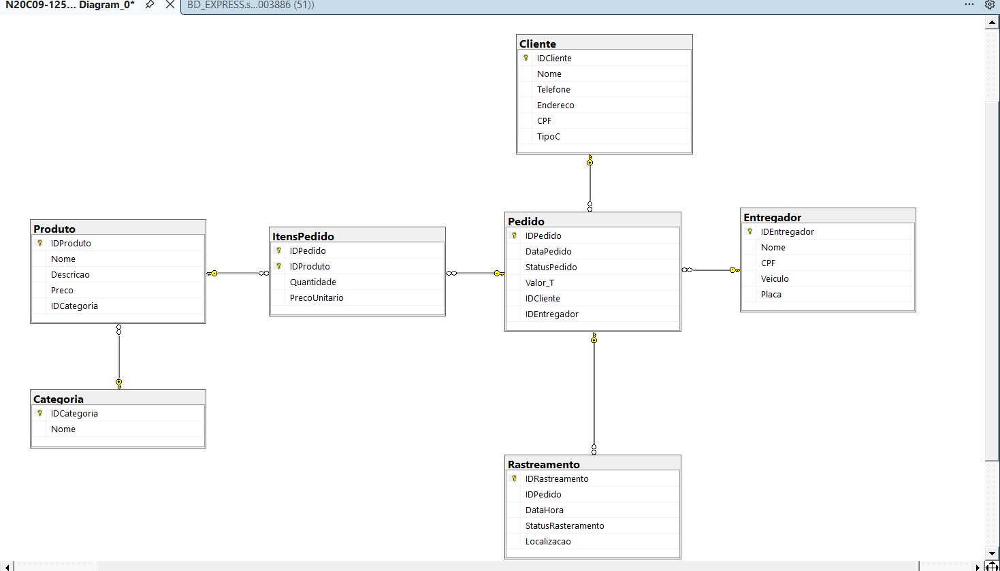 N20C09-125... Diagram_0*
BD_EXPRESS.s...003886 (51))
Cliente
IDCliente
Nome
Telefone
Endereco
CPF
TipoC
Produto
IDProduto
Nome
Descricao
Preco
IDCategoria
ItensPedido
IDPedido
IDProduto
Quantidade
PrecoUnitario
Pedido
IDPedido
DataPedido
StatusPedido
Valor_T
IDCliente
IDEntregador
Entregador
IDEntregador
Nome
CPF
Veiculo
Placa
Categoria
IDCategoria
Nome
Rastreamento
IDRastreamento
IDPedido
DataHora
StatusRasteramento
Localizacao